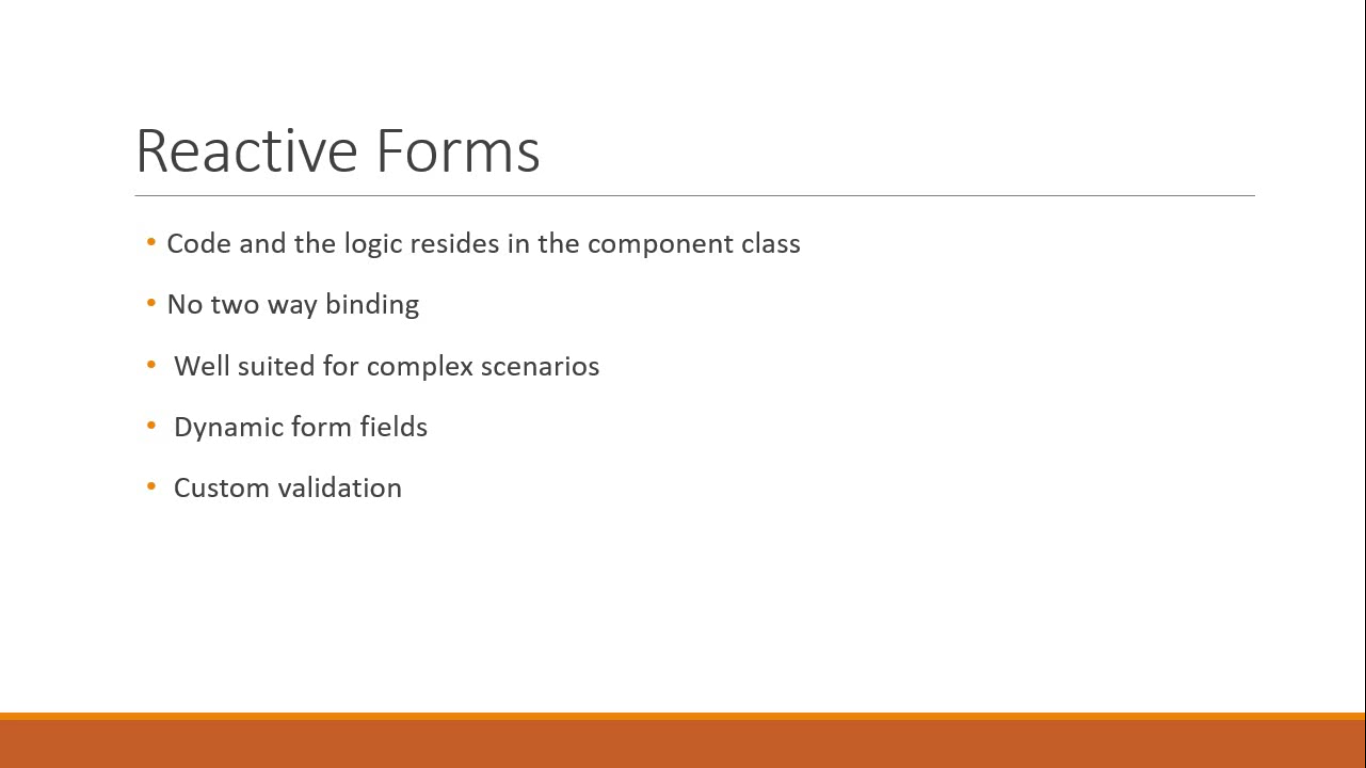 Reactive Forms
• Code and the logic resides in the component class
• No two way binding
• Well suited for complex scenarios
• Dynamic form fields
• Custom validation